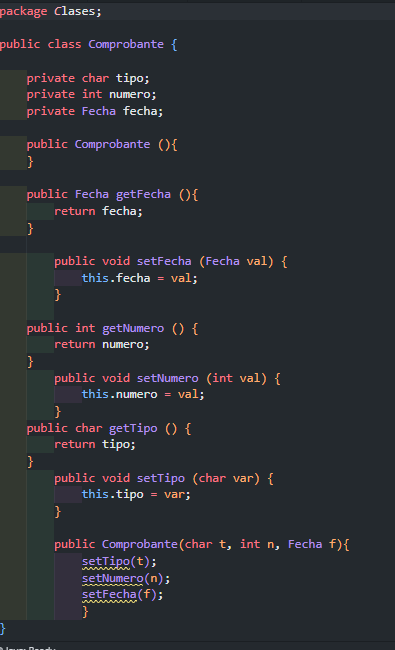 package Clases;
public class Comprobante {
private char tipo;
private int numero;
private Fecha fecha;
public Comprobante (){
}
public Fecha getFecha (){
return fecha;
}
public void setFecha (Fecha val) {
this.fecha = val;
}
public int getNumero () {
return numero;
}
public void setNumero (int val) {
this.numero = val;
}
public char getTipo () {
return tipo;
}
public void setTipo (char var) {
this.tipo = var;
}
public Comprobante(char t, int n, Fecha f){
setTipo(t);
setNumero(n);
setFecha(f);
}
}